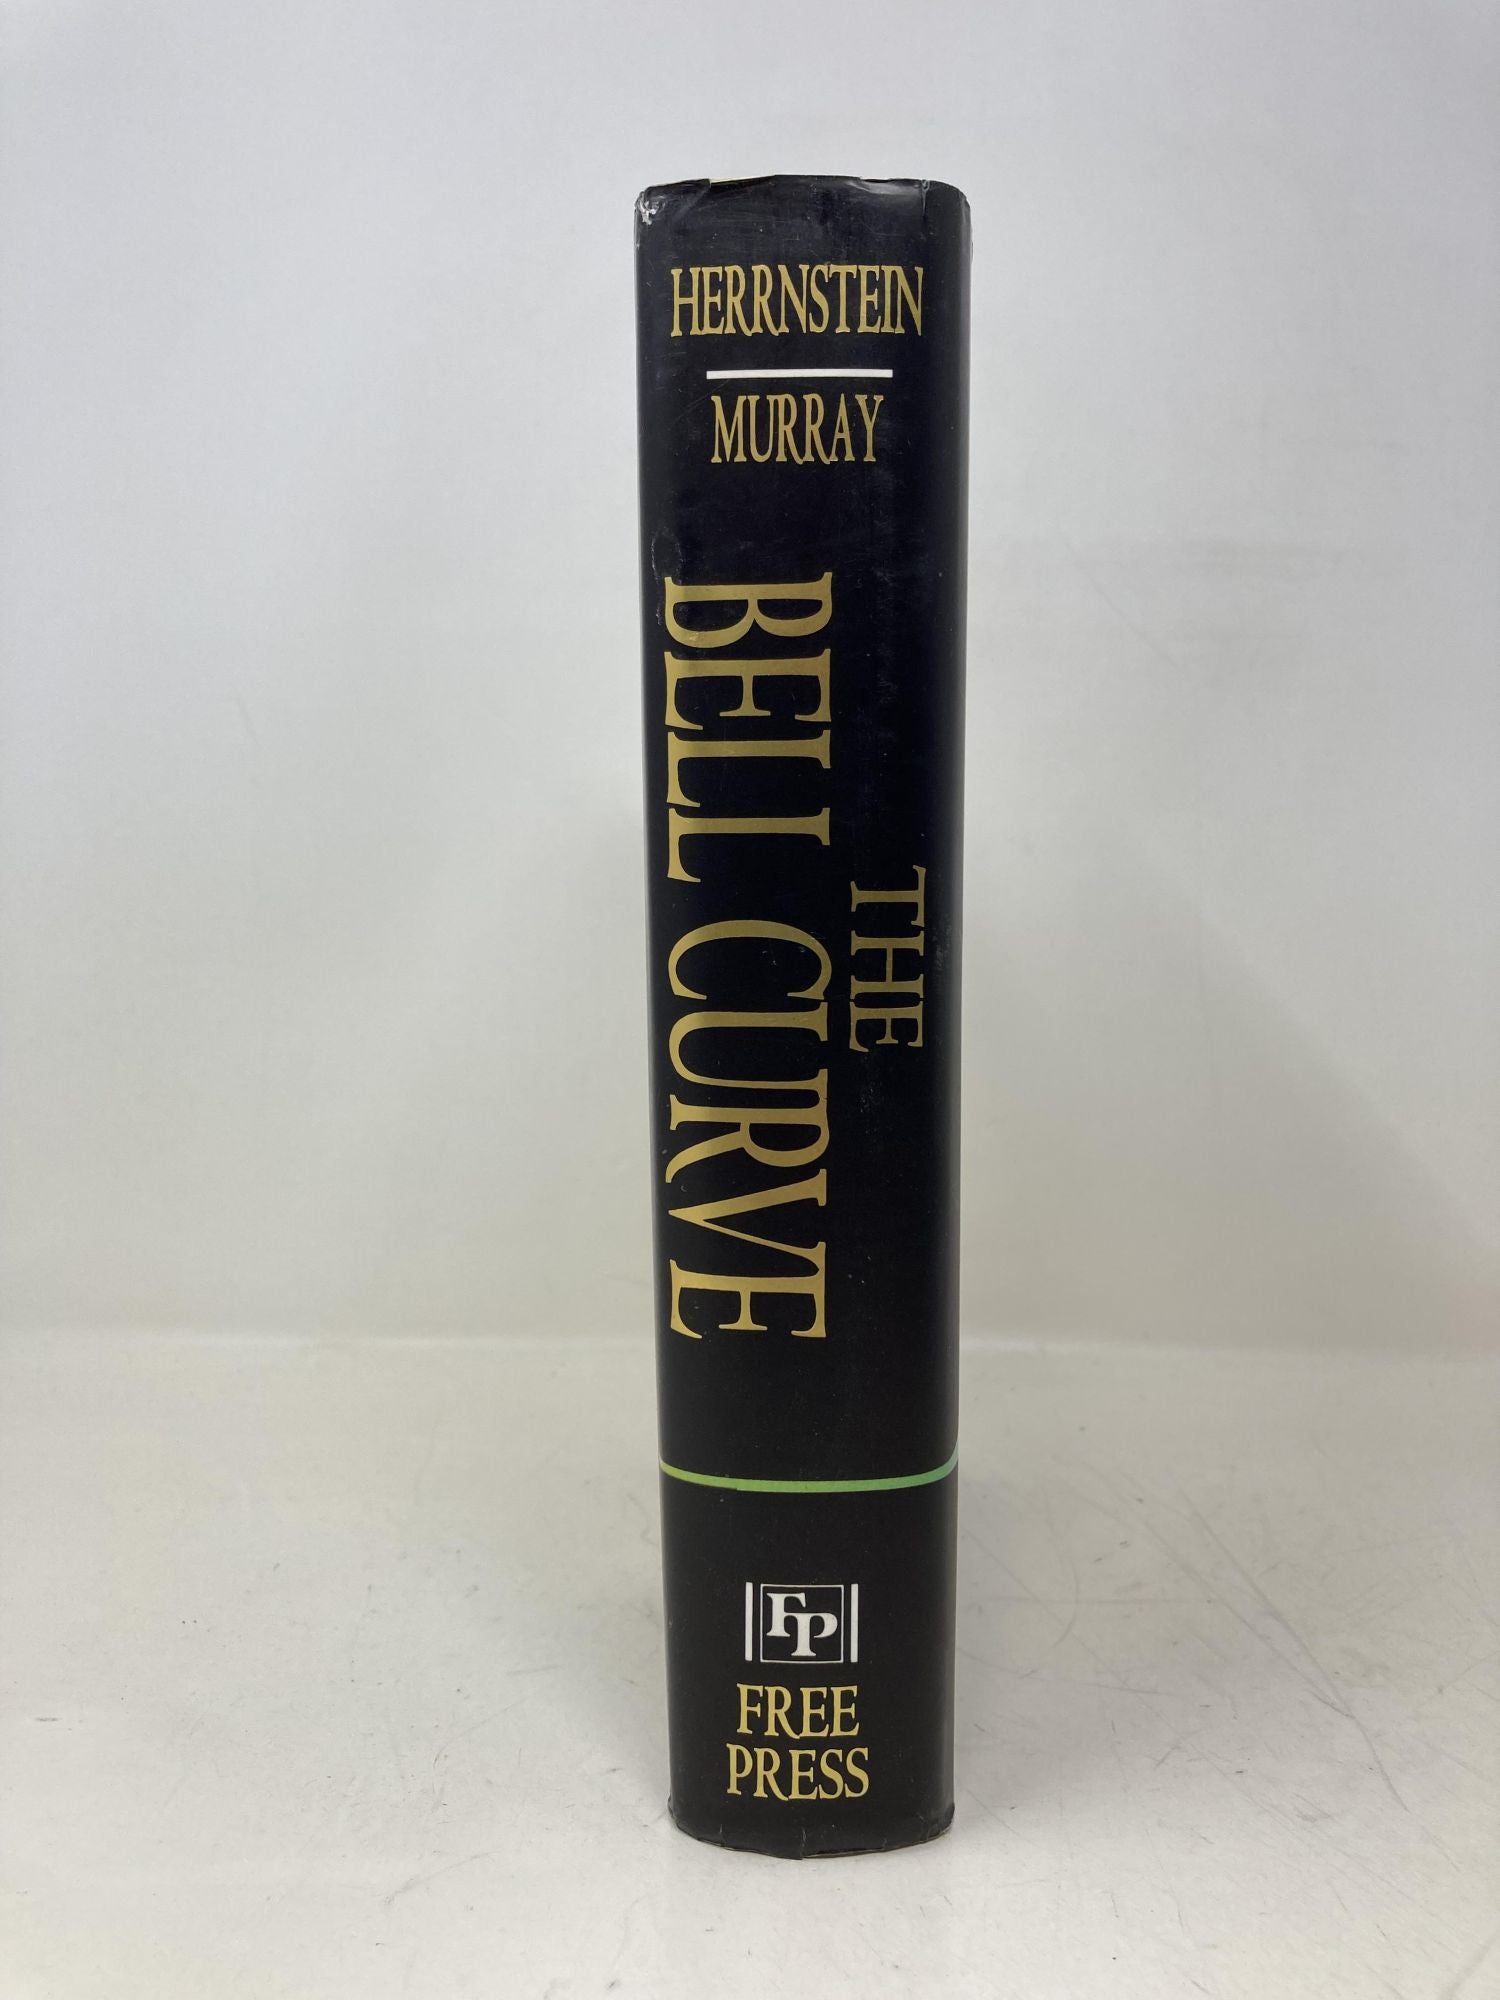 HERRNSTEIN
MURRAY
THE
BELL CURVE
FP
FREE
PRESS